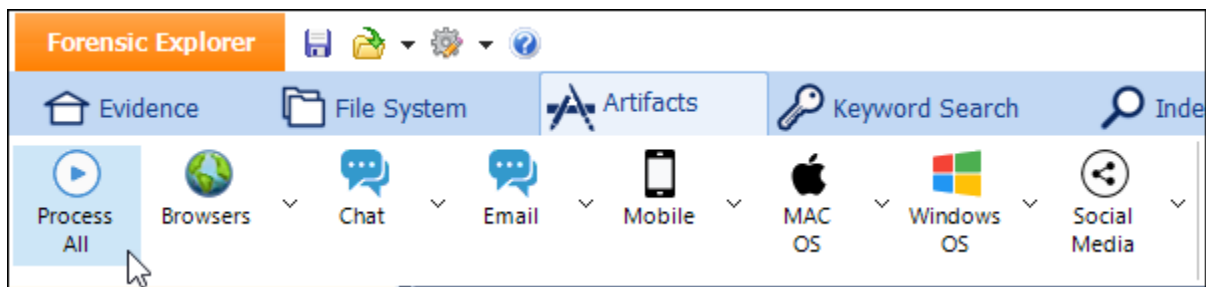 Forensic Explorer
Evidence
File System
Artifacts
Keyword Search
Inde
Process
All
Browsers
Chat
Email
Mobile
MAC
OS
Windows
OS
Social
Media